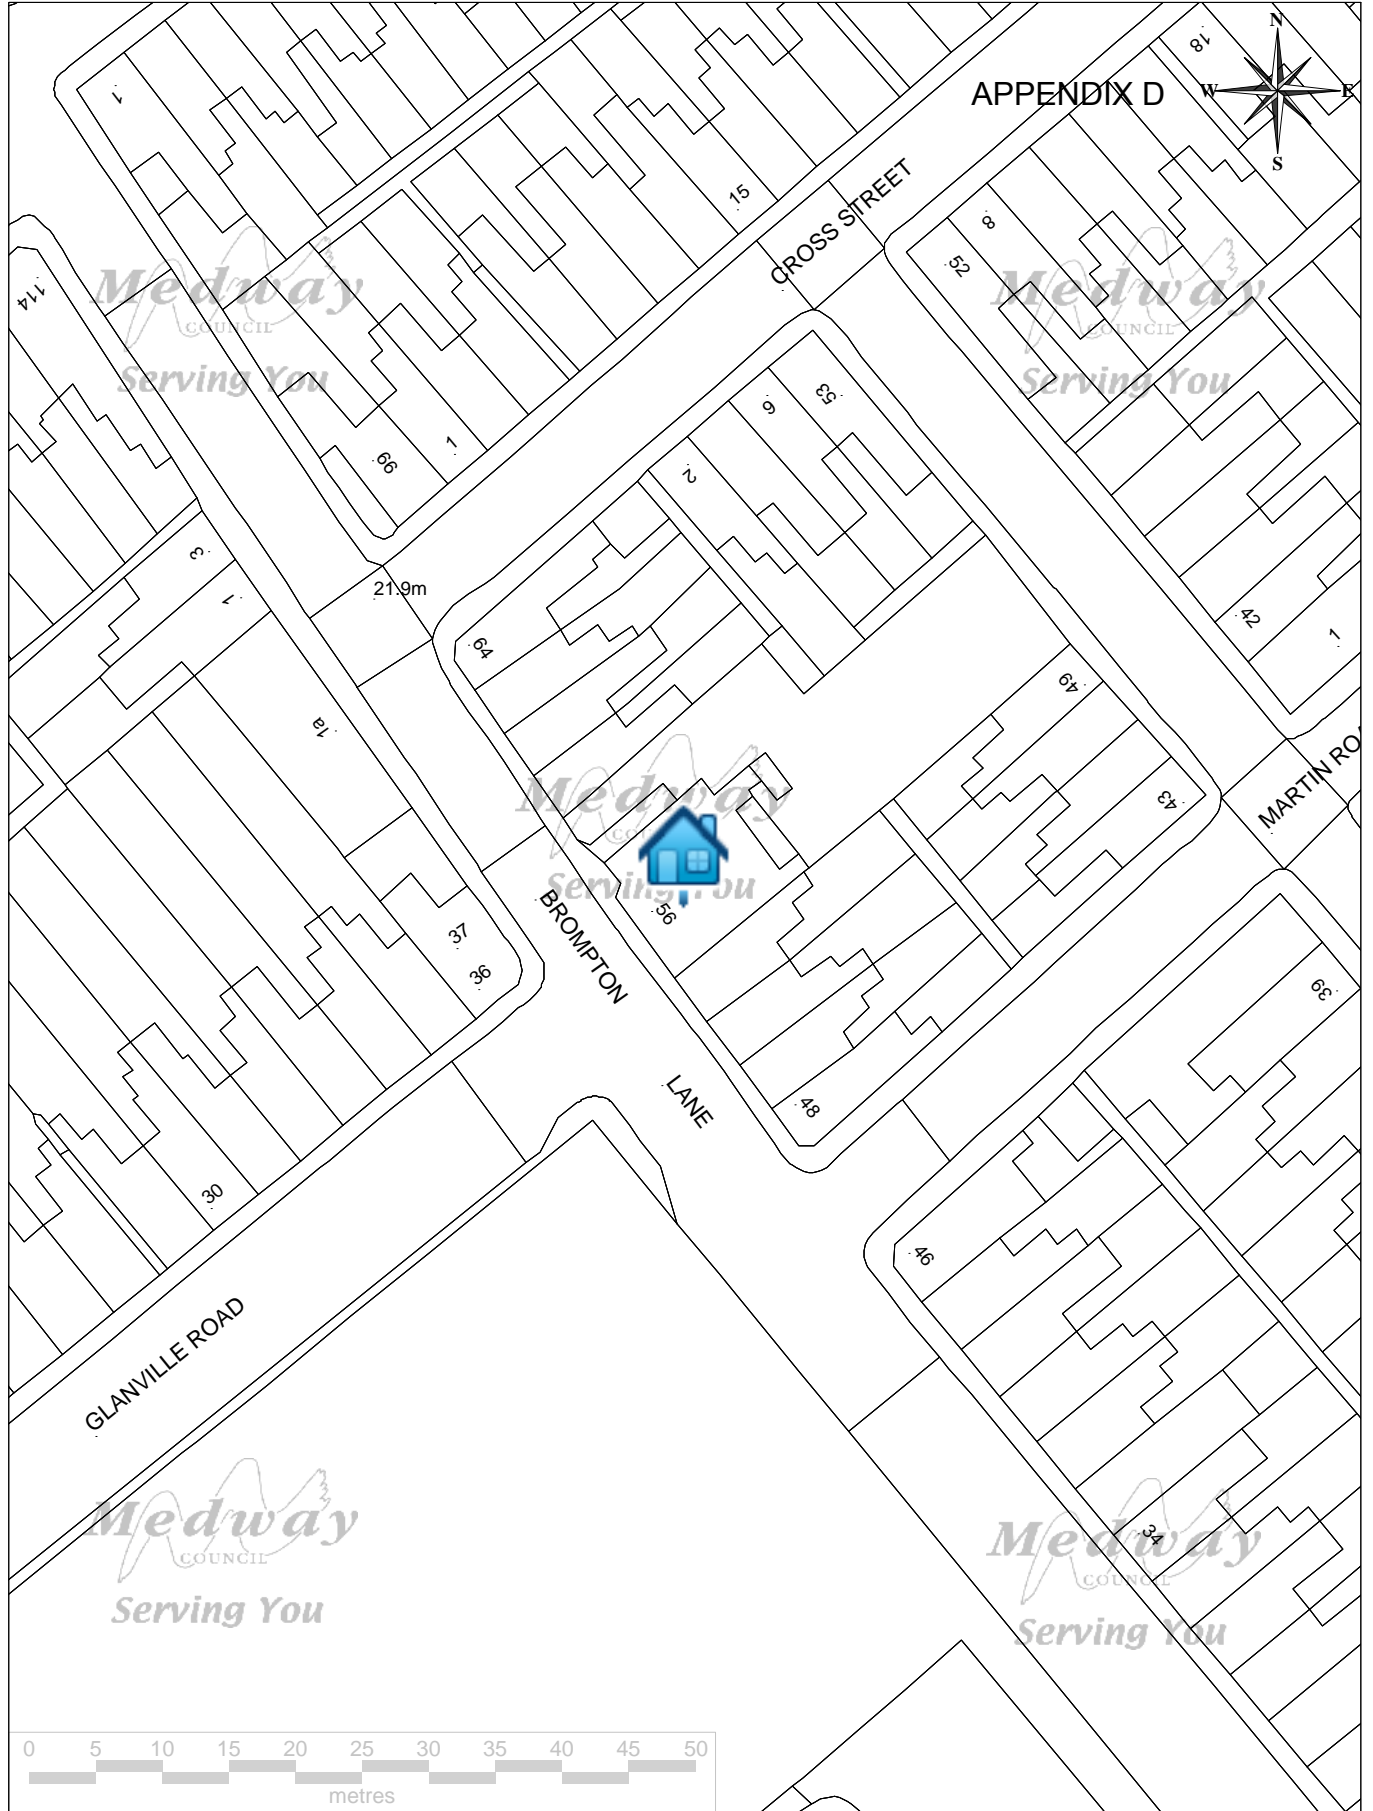 N
18
APPENDIX D
W
E
1
S
15
CROSS STREET
8
52
114
Medway
COUNCIL
Serving You
Medway
COUNCIL
Serving You
53
6
99
1
2
3
1
21.9m
64
42
1
49
1a
MARTIN RO
43
Medway
COU
Serving You
56
BROMPTON
LANE
37
36
39
48
30
46
GLANVILLE ROAD
Medway
COUNCIL
Serving You
34
Medway
COUNCIL
Serving You
0 5 10 15 20 25 30 35 40 45 50
metres